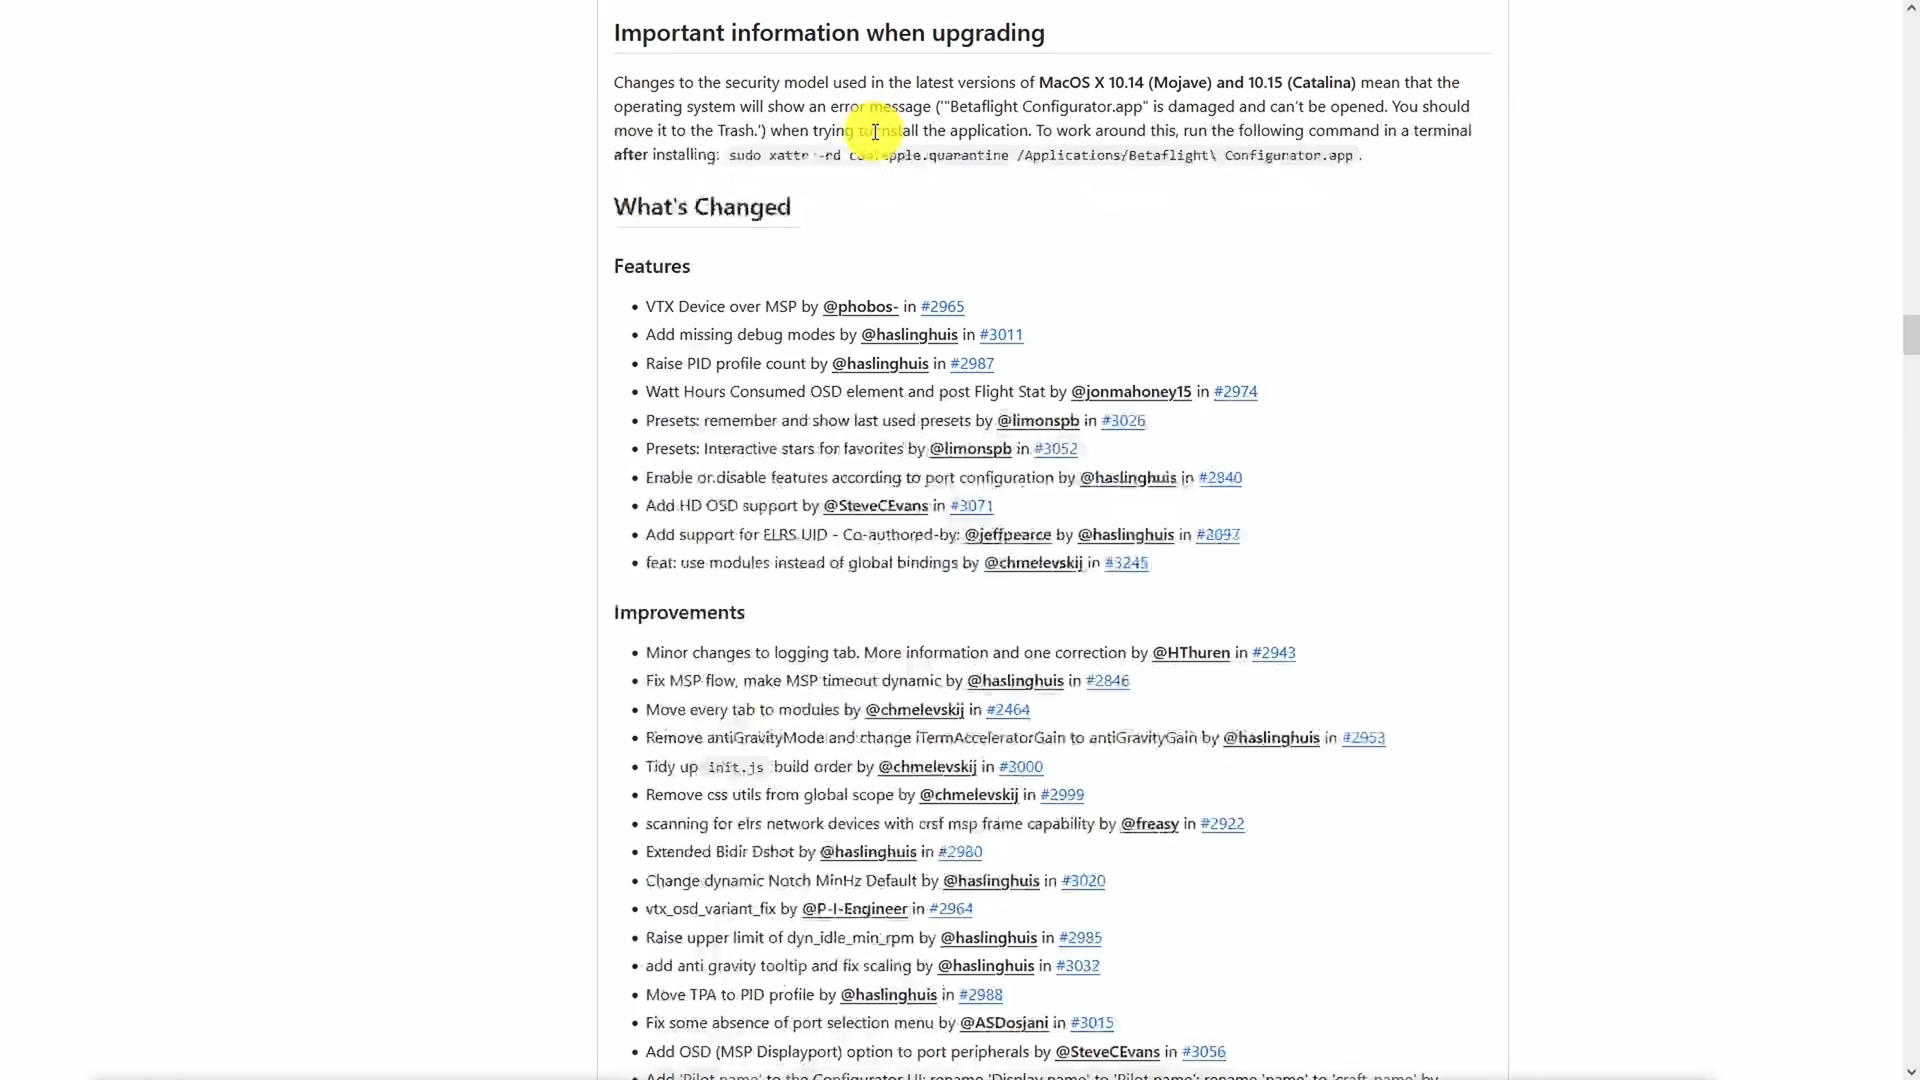 Important information when upgrading
Changes to the security model used in the latest versions of MacOS X 10.14 (Mojave) and 10.15 (Catalina) mean that the
operating system will show an error message ('"Betaflight Configurator.app" is damaged and can't be opened. You should
move it to the Trash.') when trying to install the application. To work around this, run the following command in a terminal
after installing: sudo xattr -rd com.apple.quarantine /Applications/Betaflight\ Configurator.app .
What's Changed
Features
• VTX Device over MSP by @phobos- in #2965
• Add missing debug modes by @haslinghuis in #3011
• Raise PID profile count by @haslinghuis in #2987
• Watt Hours Consumed OSD element and post Flight Stat by @jonmahoney15 in #2974
• Presets: remember and show last used presets by @limonspb in #3026
• Presets: Interactive stars for favorites by @limonspb in #3052
• Enable or disable features according to port configuration by @haslinghuis in #2840
• Add HD OSD support by @SteveCEvans in #3071
• Add support for ELRS UID - Co-authored-by: @jeffpearce by @haslinghuis in
• feat: use modules instead of global bindings by @chmelevskij in #3245
Improvements
• Minor changes to logging tab. More information and one correction by @HThuren in #2943
• Fix MSP flow, make MSP timeout dynamic by @haslinghuis in #2846
• Move every tab to modules by @chmelevskij in #2464
• Remove antiGravityMode and change iTermAcceleratorGain to antiGravityGain by @haslinghuis in #2953
• Tidy up init.js build order by @chmelevskij in #3000
• Remove css utils from global scope by @chmelevskij in #2999
• scanning for elrs network devices with crsf msp frame capability by @freasy in #2922
• Extended Bidir Dshot by @haslinghuis in #2980
• Change dynamic Notch MinHz Default by @haslinghuis in #3020
• vtx_osd_variant_fix by @P-I-Engineer in #2964
• Raise upper limit of dyn_idle_min_rpm by @haslinghuis in #2985
• add anti gravity tooltip and fix scaling by @haslinghuis in #3032
• Move TPA to PID profile by @haslinghuis in #2988
• Fix some absence of port selection menu by @ASDosjani in #3015
• Add OSD (MSP Displayport) option to port peripherals by @SteveCEvans in #3056
• Add 'Pilot name' to the Configurator UI; rename 'Display name' to 'Pilot name'; rename 'name' to 'craft_name' by